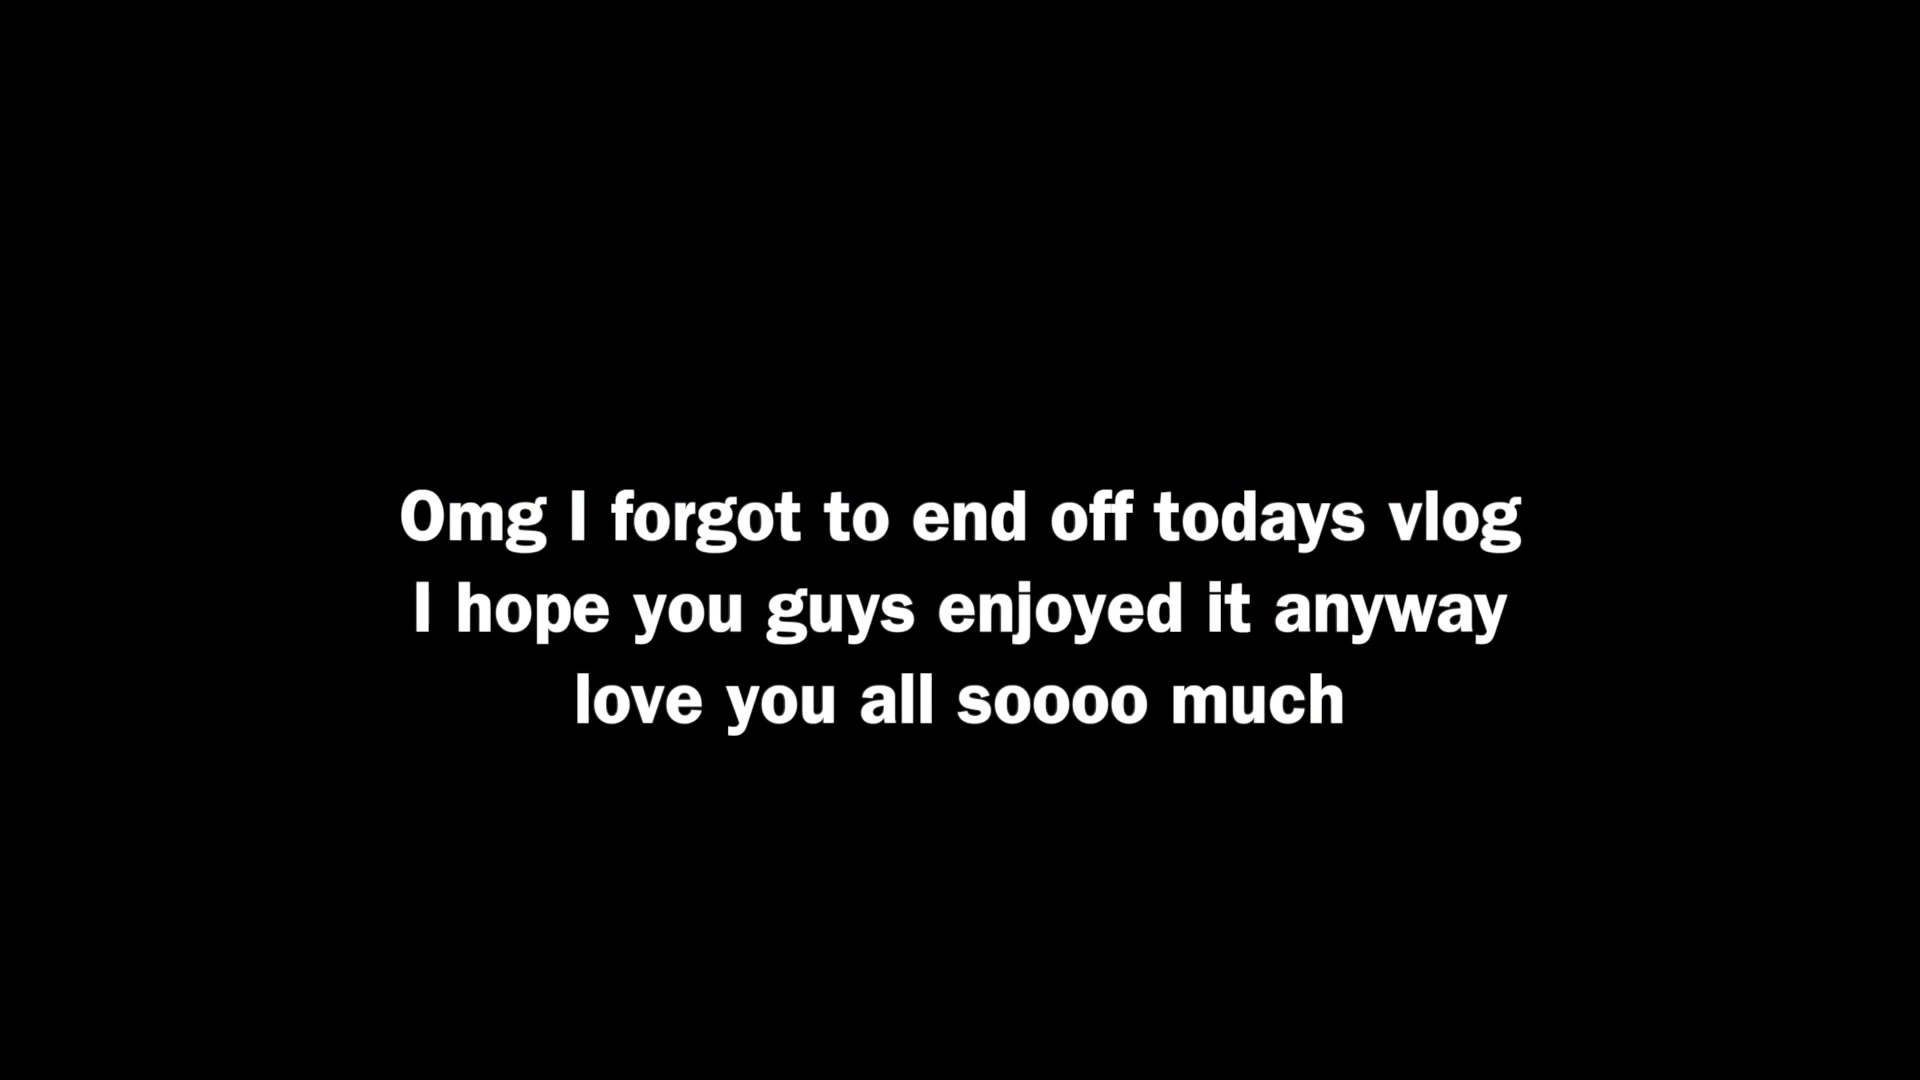 Omg I forgot to end off todays vlog
I hope you guys enjoyed it anyway
love you all soooo much